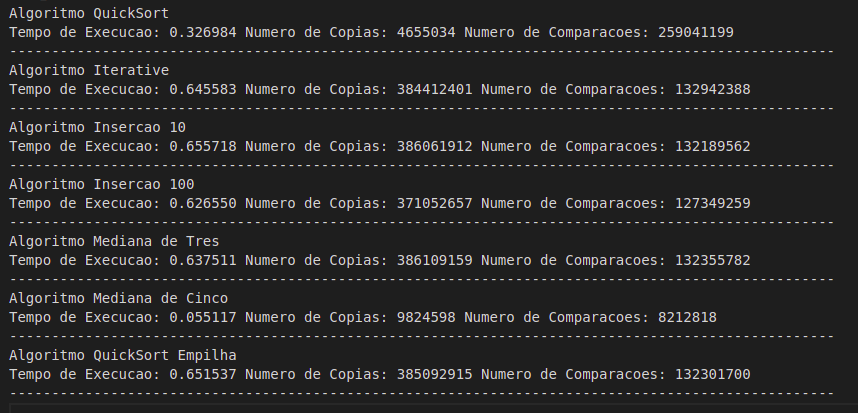 Algoritmo QuickSort
Tempo de Execucao: 0.326984 Numero de Copias: 4655034 Numero de Comparacoes: 259041199
--------------------------------------------------------------------------------------------------
Algoritmo Iterative
Tempo de Execucao: 0.645583 Numero de Copias: 384412401 Numero de Comparacoes: 132942388
--------------------------------------------------------------------------------------------------
Algoritmo Insercao 10
Tempo de Execucao: 0.655718 Numero de Copias: 386061912 Numero de Comparacoes: 132189562
--------------------------------------------------------------------------------------------------
Algoritmo Insercao 100
Tempo de Execucao: 0.626550 Numero de Copias: 371052657 Numero de Comparacoes: 127349259
--------------------------------------------------------------------------------------------------
Algoritmo Mediana de Tres
Tempo de Execucao: 0.637511 Numero de Copias: 386109159 Numero de Comparacoes: 132355782
--------------------------------------------------------------------------------------------------
Algoritmo Mediana de Cinco
Tempo de Execucao: 0.055117 Numero de Copias: 9824598 Numero de Comparacoes: 8212818
--------------------------------------------------------------------------------------------------
Algoritmo QuickSort Empilha
Tempo de Execucao: 0.651537 Numero de Copias: 385092915 Numero de Comparacoes: 132301700
--------------------------------------------------------------------------------------------------